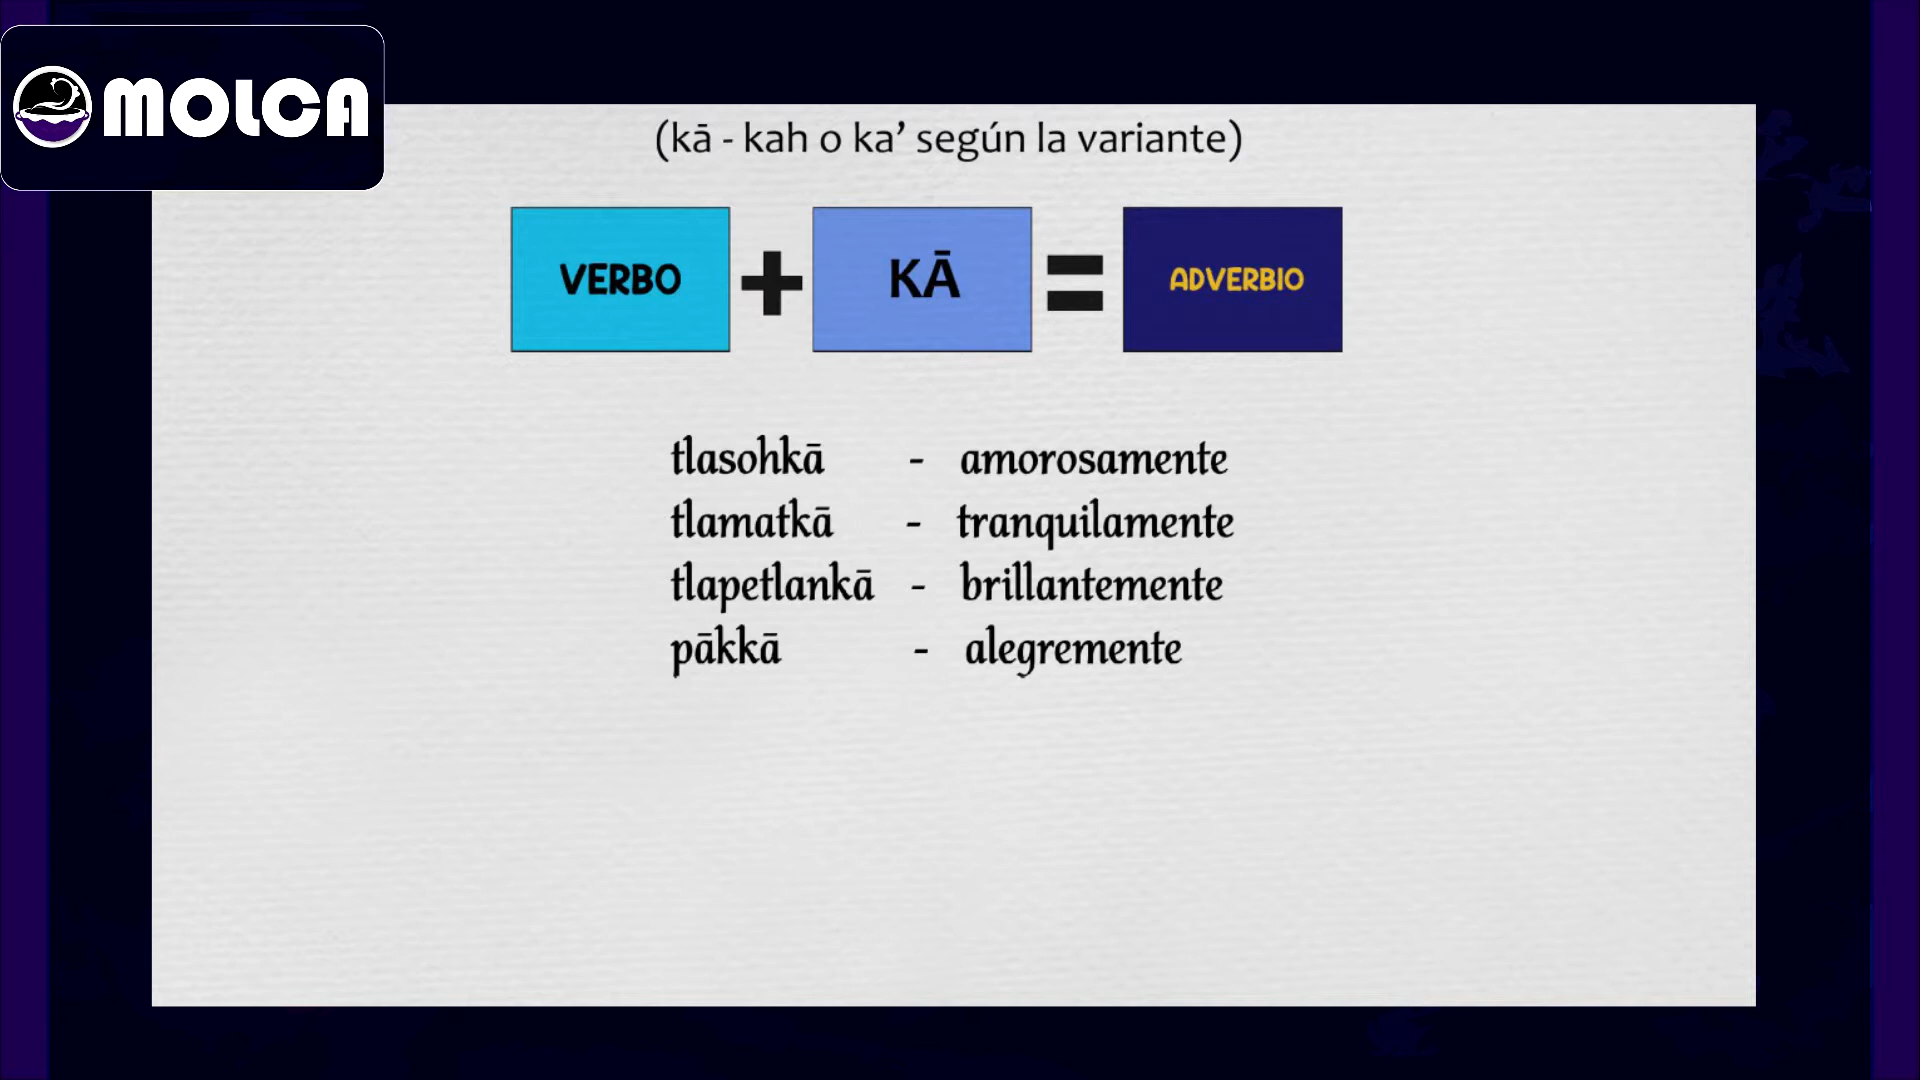 MOLCA
(kā - kah o ka’ según la variante)
VERBO + KĀ = ADVERBIO
tlasohkā - amorosamente
tlamatkā - tranquilamente
tlapetlankā - brillantemente
pākkā - alegremente